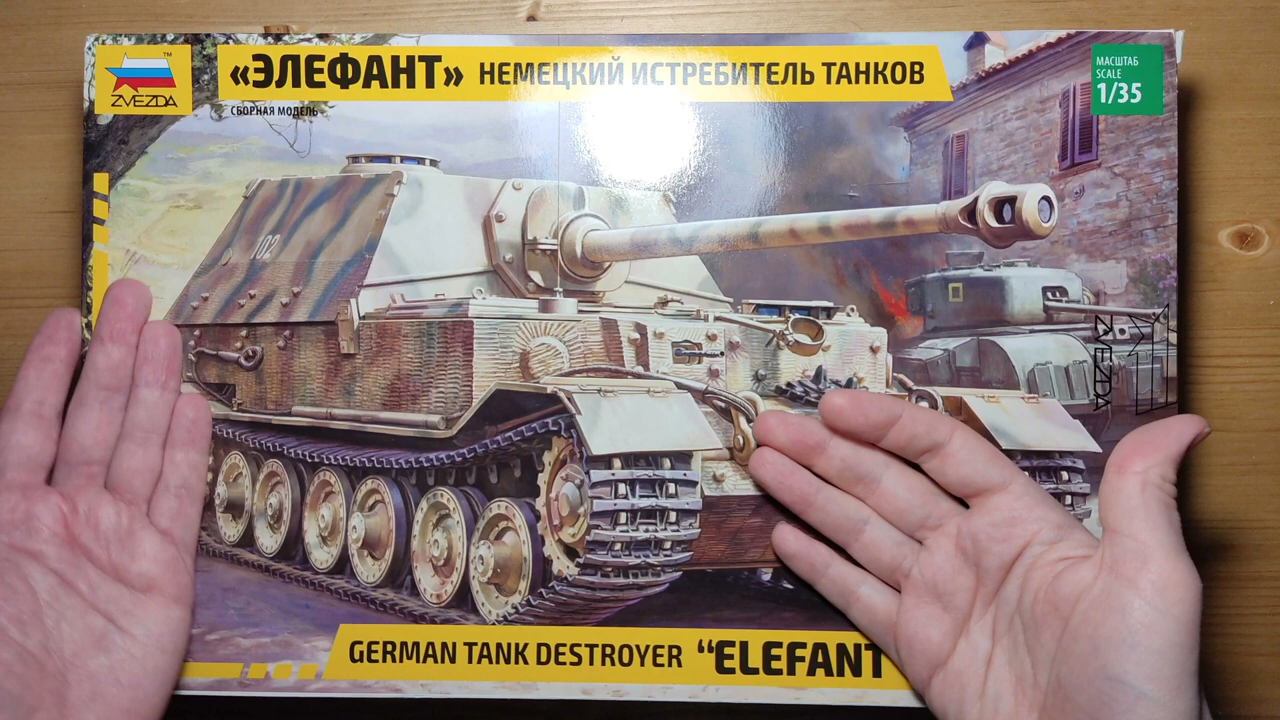 ZVEZDA
«ЭЛЕФАНТ» НЕМЕЦКИЙ ИСТРЕБИТЕЛЬ ТАНКОВ
СБОРНАЯ МОДЕЛЬ
МАСШТАБ
SCALE
1/35
102
ZVEZDA
GERMAN TANK DESTROYER “ELEFANT